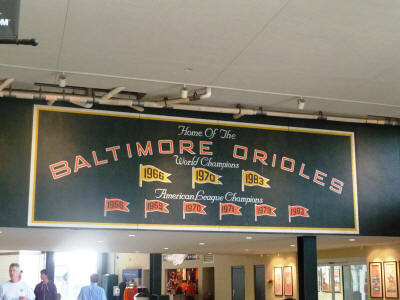 Home Of The
BALTIMORE ORIOLES
World Champions
1966 1970 1983
American League Champions
1966 1969 1970 1971 1979 1983